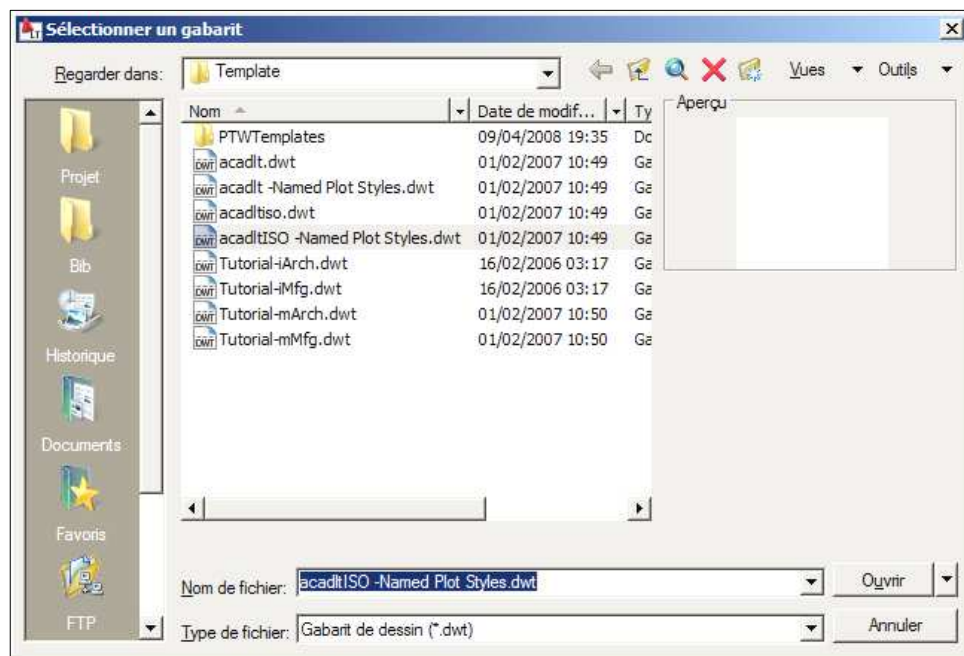 Sélectionner un gabarit
Regarder dans: Template Vues Outils
Nom Date de modif... Ty Aperçu
PTWTemplates 09/04/2008 19:35 Do
acadlt.dwt 01/02/2007 10:49 Ga
acadlt -Named Plot Styles.dwt 01/02/2007 10:49 Ga
acadltiso.dwt 01/02/2007 10:49 Ga
acadltISO -Named Plot Styles.dwt 01/02/2007 10:49 Ga
Tutorial-iArch.dwt 16/02/2006 03:17 Ga
Tutorial-iMfg.dwt 16/02/2006 03:17 Ga
Tutorial-mArch.dwt 01/02/2007 10:50 Ga
Tutorial-mMfg.dwt 01/02/2007 10:50 Ga
Projet
Bib
Historique
Documents
Favoris
FTP
Nom de fichier: acadltISO -Named Plot Styles.dwt Ouvrir
Type de fichier: Gabarit de dessin (*.dwt) Annuler